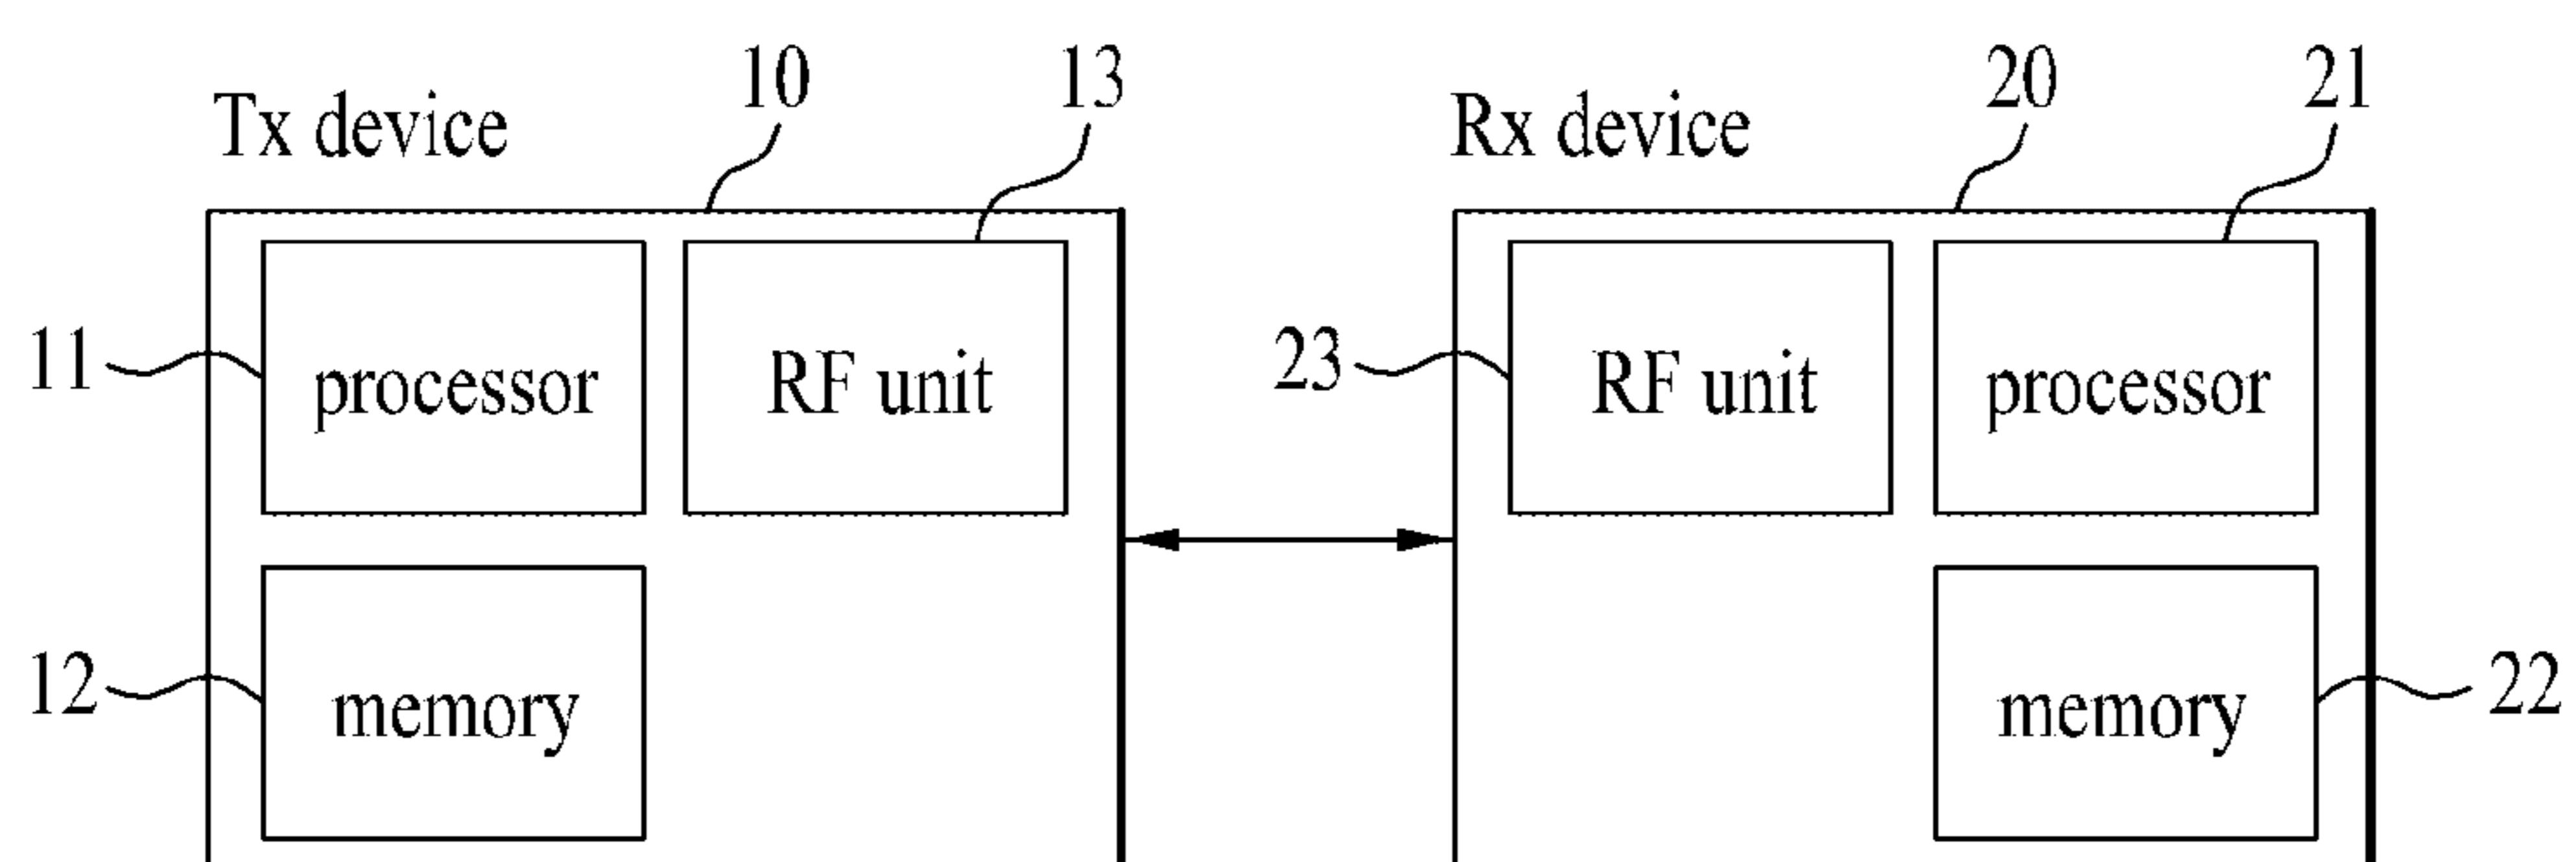 10 13 20 21
Tx device Rx device
11 processor RF unit 23 RF unit processor
12 memory memory 22